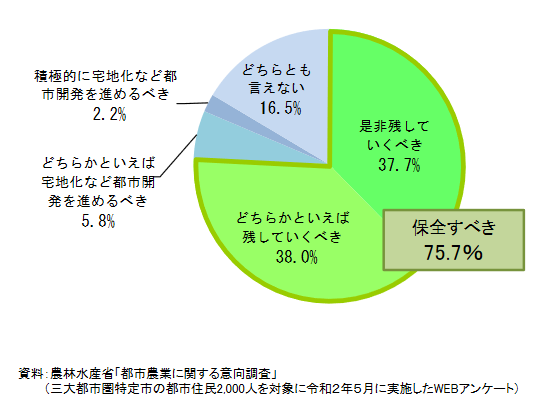 どちらとも
言えない
16.5%
積極的に宅地化など都
市開発を進めるべき
2.2%
是非残して
いくべき
37.7%
どちらかといえば
宅地化など都市開
発を進めるべき
5.8%
どちらかといえば
残していくべき
38.0%
保全すべき
75.7%
資料：農林水産省「都市農業に関する意向調査」
（三大都市圏特定市の都市住民2,000人を対象に令和２年５月に実施したWEBアンケート）